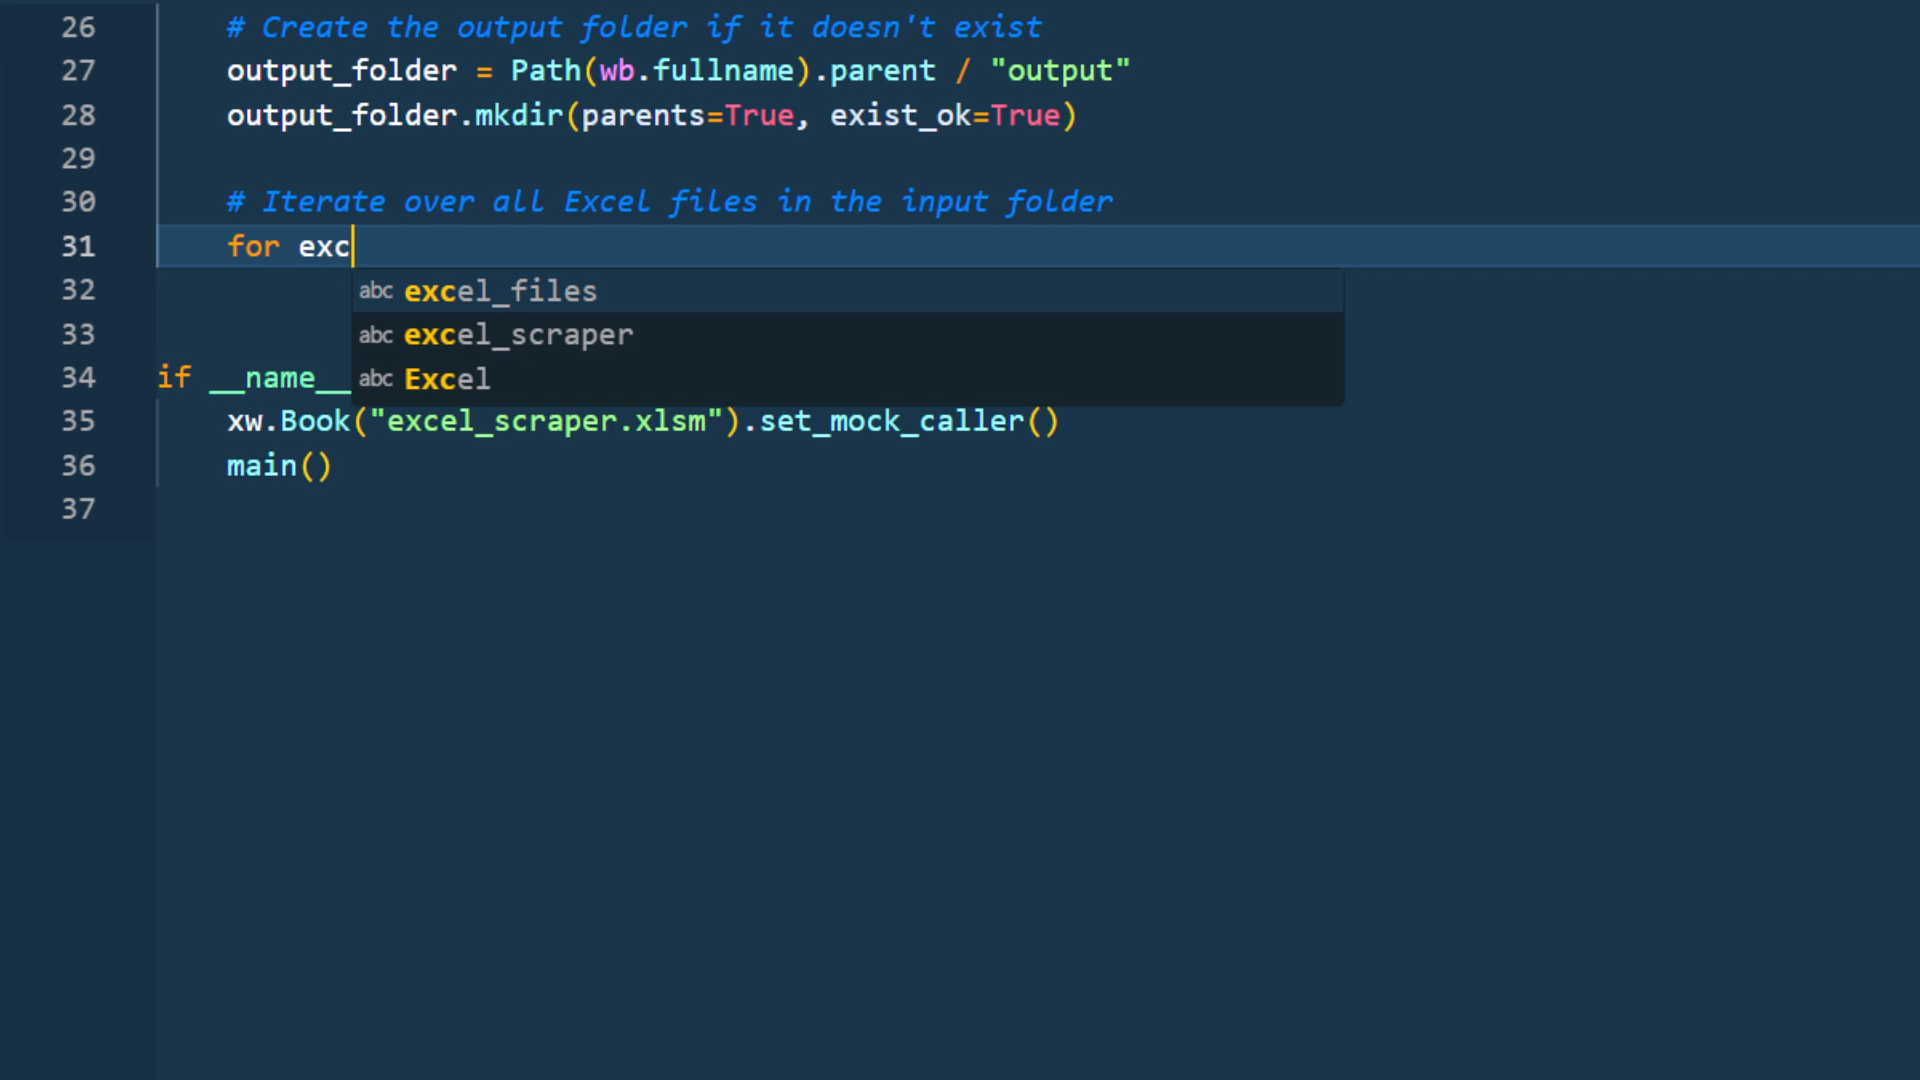 26 # Create the output folder if it doesn't exist
27 output_folder = Path(wb.fullname).parent / "output"
28 output_folder.mkdir(parents=True, exist_ok=True)
29
30 # Iterate over all Excel files in the input folder
31 for exc
32 abc excel_files
33 abc excel_scraper
34 if __name__ abc Excel
35 xw.Book("excel_scraper.xlsm").set_mock_caller()
36 main()
37